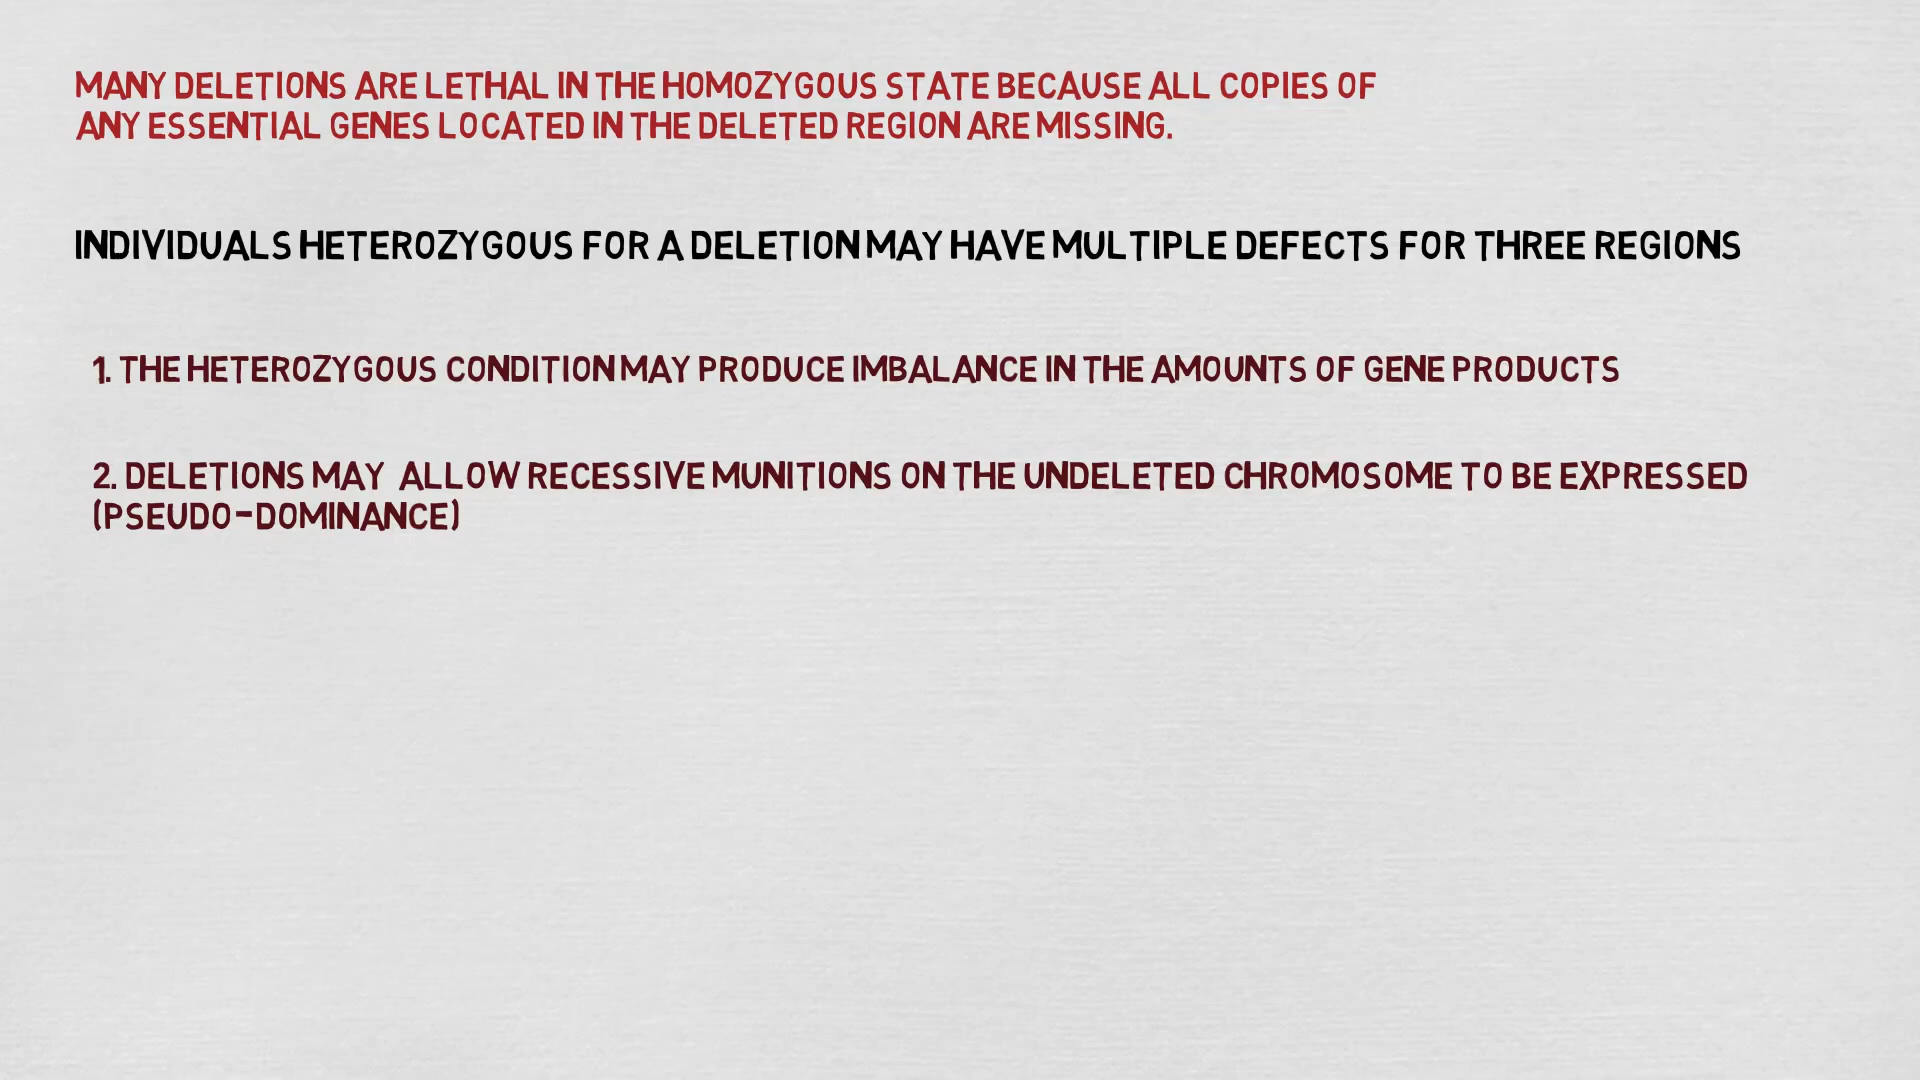 MANY DELETIONS ARE LETHAL IN THE HOMOZYGOUS STATE BECAUSE ALL COPIES OF
ANY ESSENTIAL GENES LOCATED IN THE DELETED REGION ARE MISSING.
INDIVIDUALS HETEROZYGOUS FOR A DELETION MAY HAVE MULTIPLE DEFECTS FOR THREE REGIONS
1. THE HETEROZYGOUS CONDITION MAY PRODUCE IMBALANCE IN THE AMOUNTS OF GENE PRODUCTS
2. DELETIONS MAY ALLOW RECESSIVE MUNITIONS ON THE UNDELETED CHROMOSOME TO BE EXPRESSED
(PSEUDO-DOMINANCE)